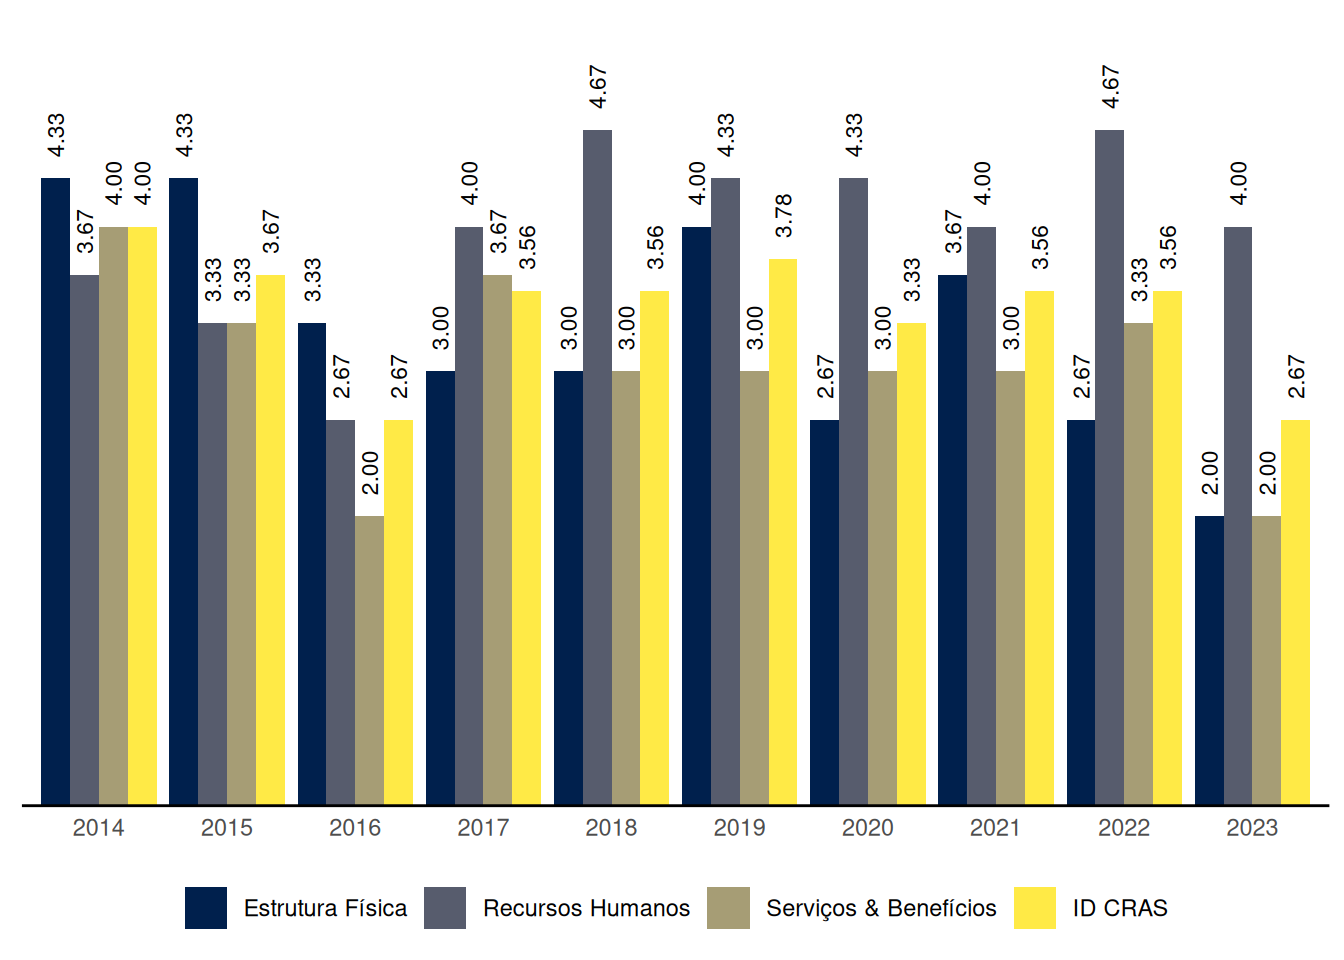 4.33 3.67 4.00 4.00
4.33 3.33 3.33 3.67
3.33 2.67 2.00 2.67
3.00 4.00 3.67 3.56
3.00 4.67 3.00 3.56
4.00 4.33 3.00 3.78
2.67 4.33 3.00 3.33
3.67 4.00 3.00 3.56
2.67 4.67 3.33 3.56
2.00 4.00 2.00 2.67
2014 2015 2016 2017 2018 2019 2020 2021 2022 2023
Estrutura Física Recursos Humanos Serviços & Benefícios ID CRAS